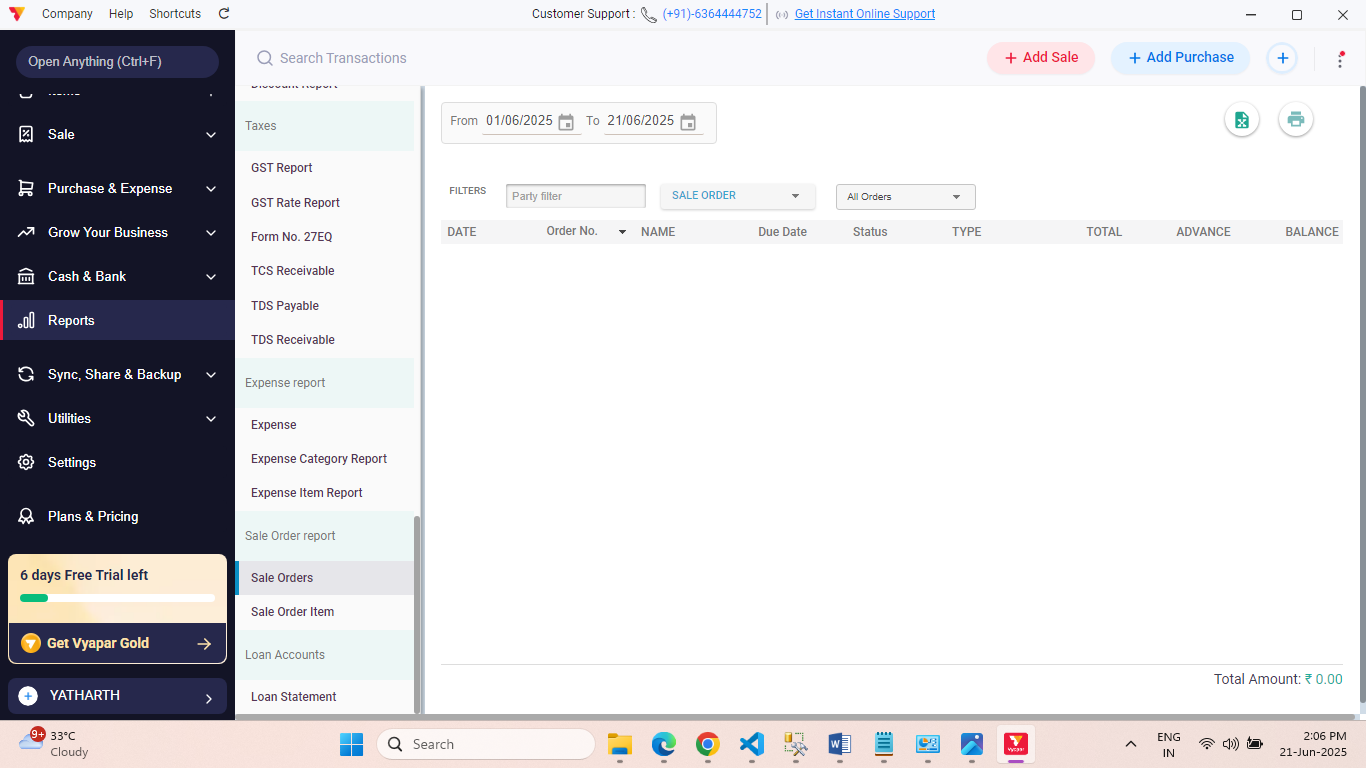 Company Help Shortcuts
Customer Support : (+91)-6364444752 Get Instant Online Support
Open Anything (Ctrl+F)
Search Transactions
Add Sale
Add Purchase
Items
Sale
Purchase & Expense
Grow Your Business
Cash & Bank
Reports
Sync, Share & Backup
Utilities
Settings
Plans & Pricing
6 days Free Trial left
Get Vyapar Gold
YATHARTH
Discount Report
Taxes
GST Report
GST Rate Report
Form No. 27EQ
TCS Receivable
TDS Payable
TDS Receivable
Expense report
Expense
Expense Category Report
Expense Item Report
Sale Order report
Sale Orders
Sale Order Item
Loan Accounts
Loan Statement
From 01/06/2025 To 21/06/2025
FILTERS Party filter SALE ORDER All Orders
DATE Order No. NAME Due Date Status TYPE TOTAL ADVANCE BALANCE
Total Amount: ₹ 0.00
9+
33°C
Cloudy
Search
Vyapar
ENG
IN
2:06 PM
21-Jun-2025